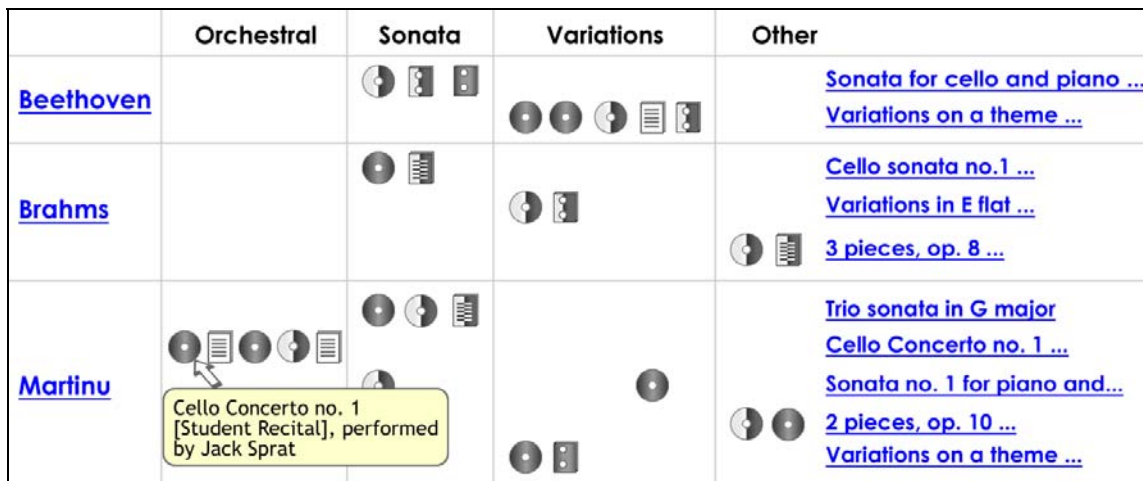 Orchestral Sonata Variations Other
Beethoven
Sonata for cello and piano ...
Variations on a theme ...
Brahms
Cello sonata no.1 ...
Variations in E flat ...
3 pieces, op. 8 ...
Martinu
Trio sonata in G major
Cello Concerto no. 1 ...
Sonata no. 1 for piano and...
2 pieces, op. 10 ...
Variations on a theme ...
Cello Concerto no. 1
[Student Recital], performed
by Jack Sprat